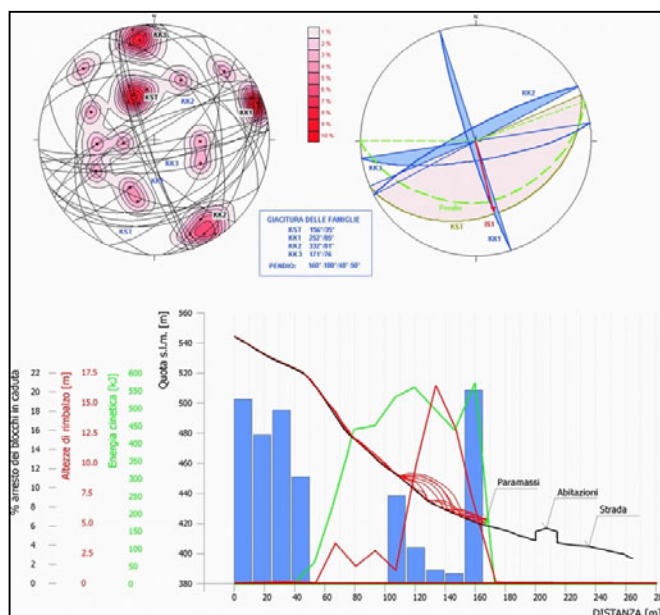 N
KK3
KST
KK2
KK1
KK3
KK1
KK2
KST
1 %
2 %
3 %
4 %
5 %
6 %
7 %
8 %
9 %
10 %
N
KK2
KK3
Pendio
KST
IS1
KK1
GIACITURA DELLE FAMIGLIE
KST 156°/35°
KK1 252°/85°
KK2 332°/81°
KK3 171°/76
PENDIO: 160°-180°/40°-50°
% arresto dei blocchi in caduta
22
20
18
16
14
12
10
8
6
4
2
0
Altezze di rimbalzo [m]
17.5
15.0
12.5
10.0
7.5
5.0
2.5
0
Energia cinetica [kJ]
600
550
500
450
400
350
300
250
200
150
100
50
0
Quota s.l.m. [m]
560
540
520
500
480
460
440
420
400
380
Paramassi
Abitazioni
Strada
0 20 40 60 80 100 120 140 160 180 200 220 240 260
DISTANZA [m]